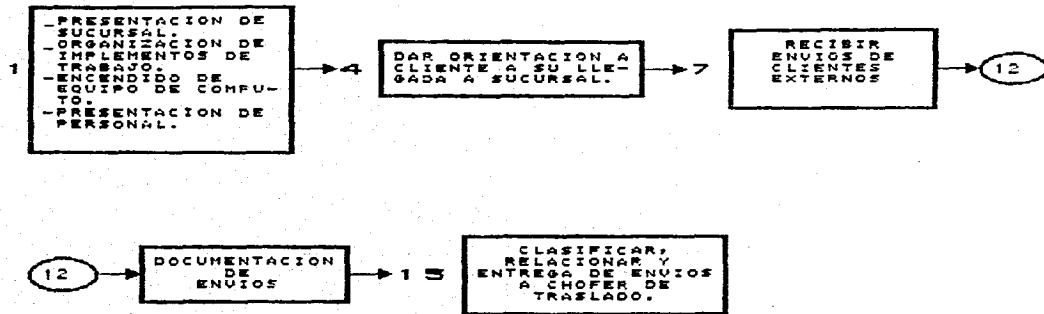 1
_PRESENTACION DE
SUCURSAL.
_ORGANIZACION DE
IMPLEMENTOS DE
TRABAJO.
-ENCENDIDO DE
EQUIPO DE COMPU-
TO.
-PRESENTACION DE
PERSONAL.
4
DAR ORIENTACION A
CLIENTE A SU LLE-
GADA A SUCURSAL.
7
RECIBIR
ENVIOS DE
CLIENTES
EXTERNOS
12
12
DOCUMENTACION
DE
ENVIOS
15
CLASIFICAR,
RELACIONAR Y
ENTREGA DE ENVIOS
A CHOFER DE
TRASLADO.